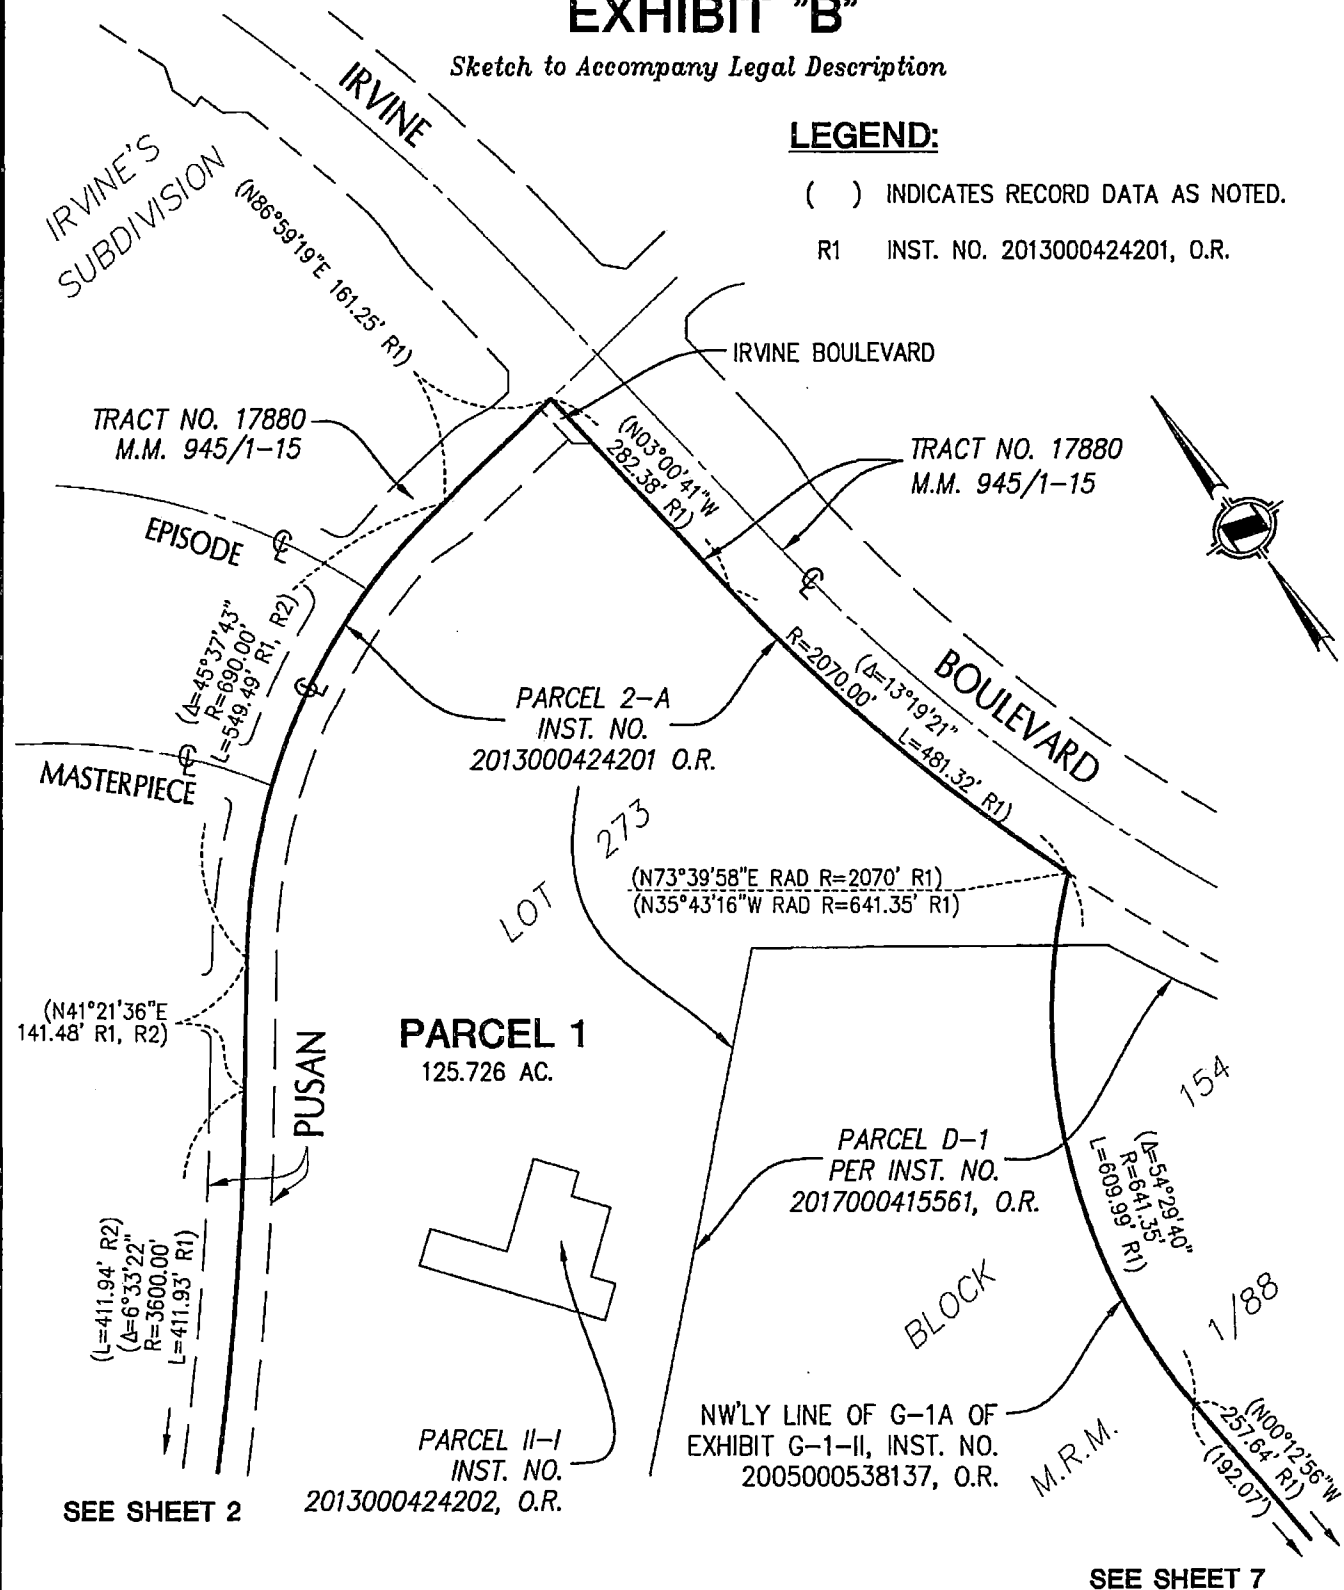 EXHIBIT "B"
Sketch to Accompany Legal Description
LEGEND:
( ) INDICATES RECORD DATA AS NOTED.
R1 INST. NO. 2013000424201, O.R.
IRVINE
IRVINE'S
SUBDIVISION
(N86°59'19"E 161.25' R1)
IRVINE BOULEVARD
TRACT NO. 17880
M.M. 945/1-15
(N03°00'41"W
282.38' R1)
TRACT NO. 17880
M.M. 945/1-15
EPISODE
℄
℄
(Δ=45°37'43"
R=690.00'
L=549.49' R1, R2)
℄
R=2070.00'
(Δ=13°19'21"
L=481.32' R1)
BOULEVARD
PARCEL 2-A
INST. NO.
2013000424201 O.R.
℄
MASTERPIECE
LOT 273
(N73°39'58"E RAD R=2070' R1)
(N35°43'16"W RAD R=641.35' R1)
(N41°21'36"E
141.48' R1, R2)
PUSAN
PARCEL 1
125.726 AC.
154
PARCEL D-1
PER INST. NO.
2017000415561, O.R.
(Δ=54°29'40"
R=641.35'
L=609.99' R1)
(L=411.94' R2)
(Δ=6°33'22"
R=3600.00'
L=411.93' R1)
BLOCK
1/88
PARCEL II-I
INST. NO.
2013000424202, O.R.
NW'LY LINE OF G-1A OF
EXHIBIT G-1-II, INST. NO.
2005000538137, O.R.
M.R.M.
(N00°12'56"W
257.64' R1)
(192.07')
SEE SHEET 2
SEE SHEET 7